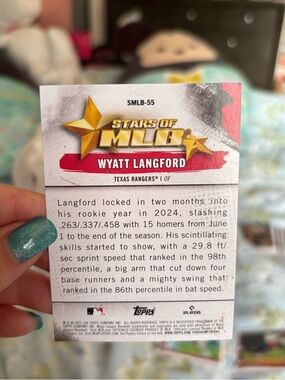 SMLB-55
STARS OF
MLB
WYATT LANGFORD
TEXAS RANGERS® | OF
Langford locked in two months into
his rookie year in 2024, slashing
.263/.337/.458 with 15 homers from June
1 to the end of the season. His scintillating
skills started to show, with a 29.8 ft/
sec sprint speed that ranked in the 98th
percentile, a big arm that cut down four
base runners and a mighty swing that
ranked in the 86th percentile in bat speed.
TOPPS
PLAYERS